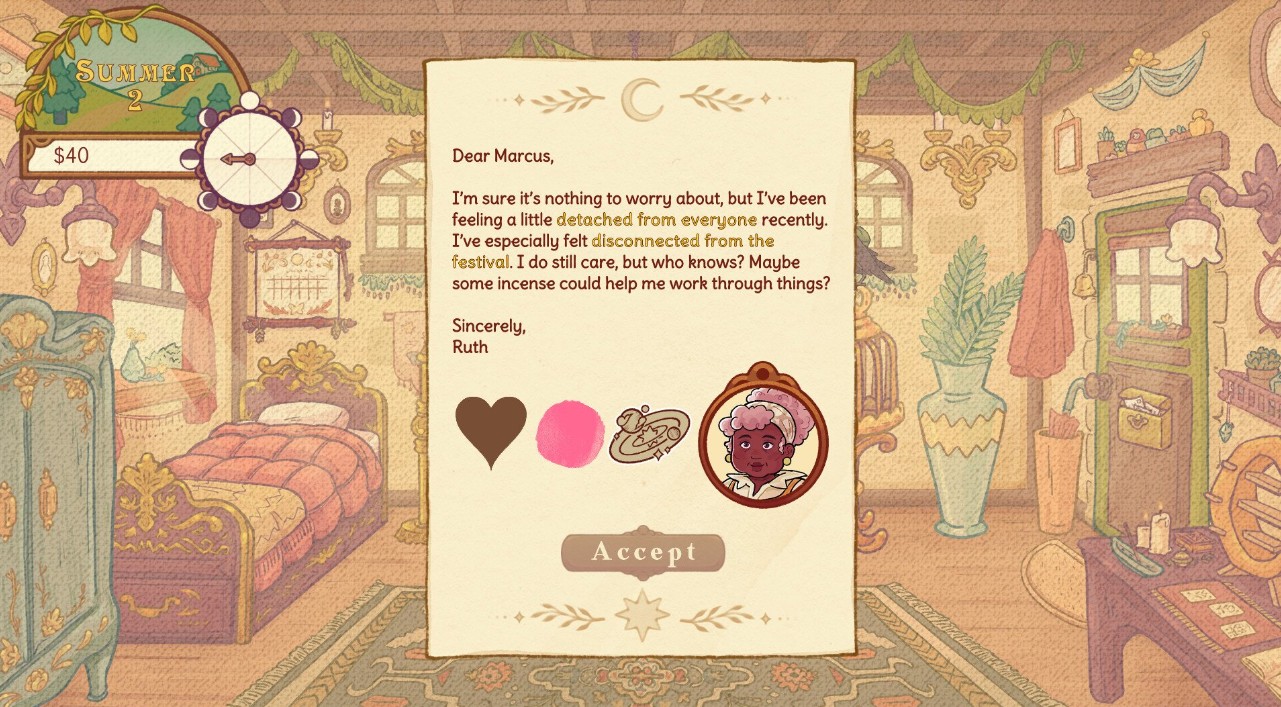 SUMMER
2
$40
Dear Marcus,
I'm sure it's nothing to worry about, but I've been
feeling a little detached from everyone recently.
I've especially felt disconnected from the
festival. I do still care, but who knows? Maybe
some incense could help me work through things?
Sincerely,
Ruth
Accept